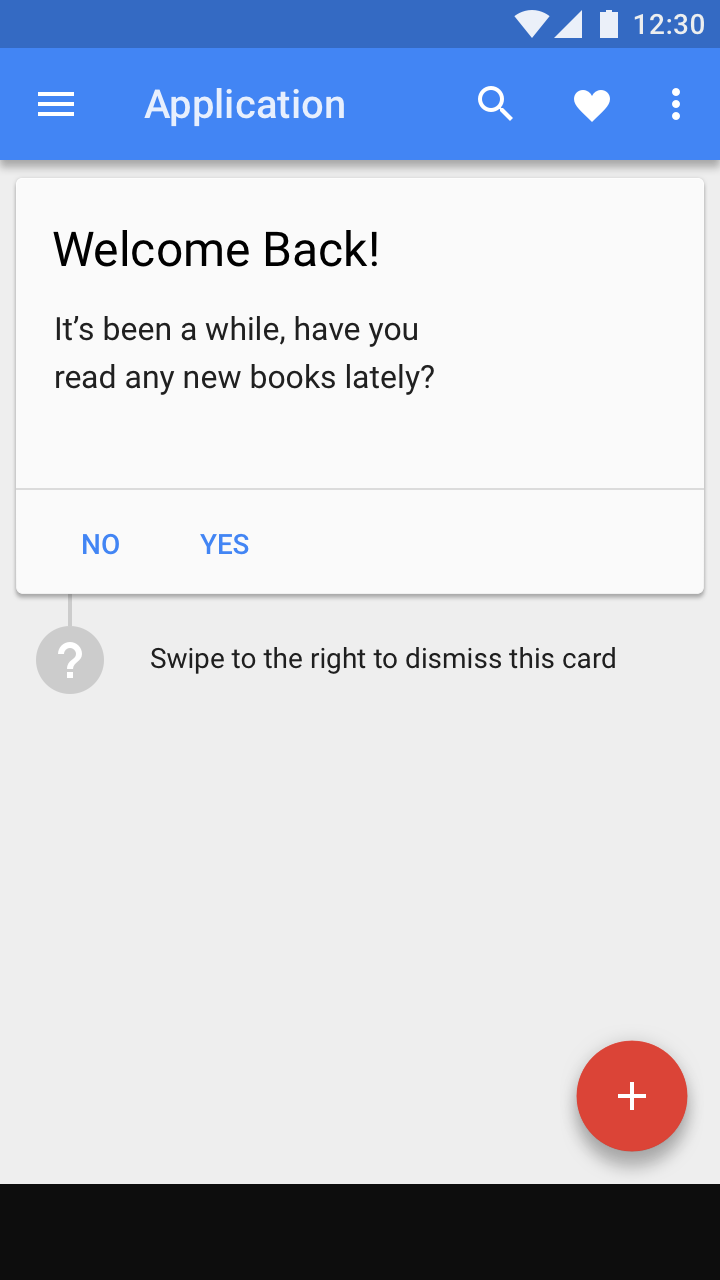 12:30
Application
Welcome Back!
It’s been a while, have you
read any new books lately?
NO YES
? Swipe to the right to dismiss this card
+